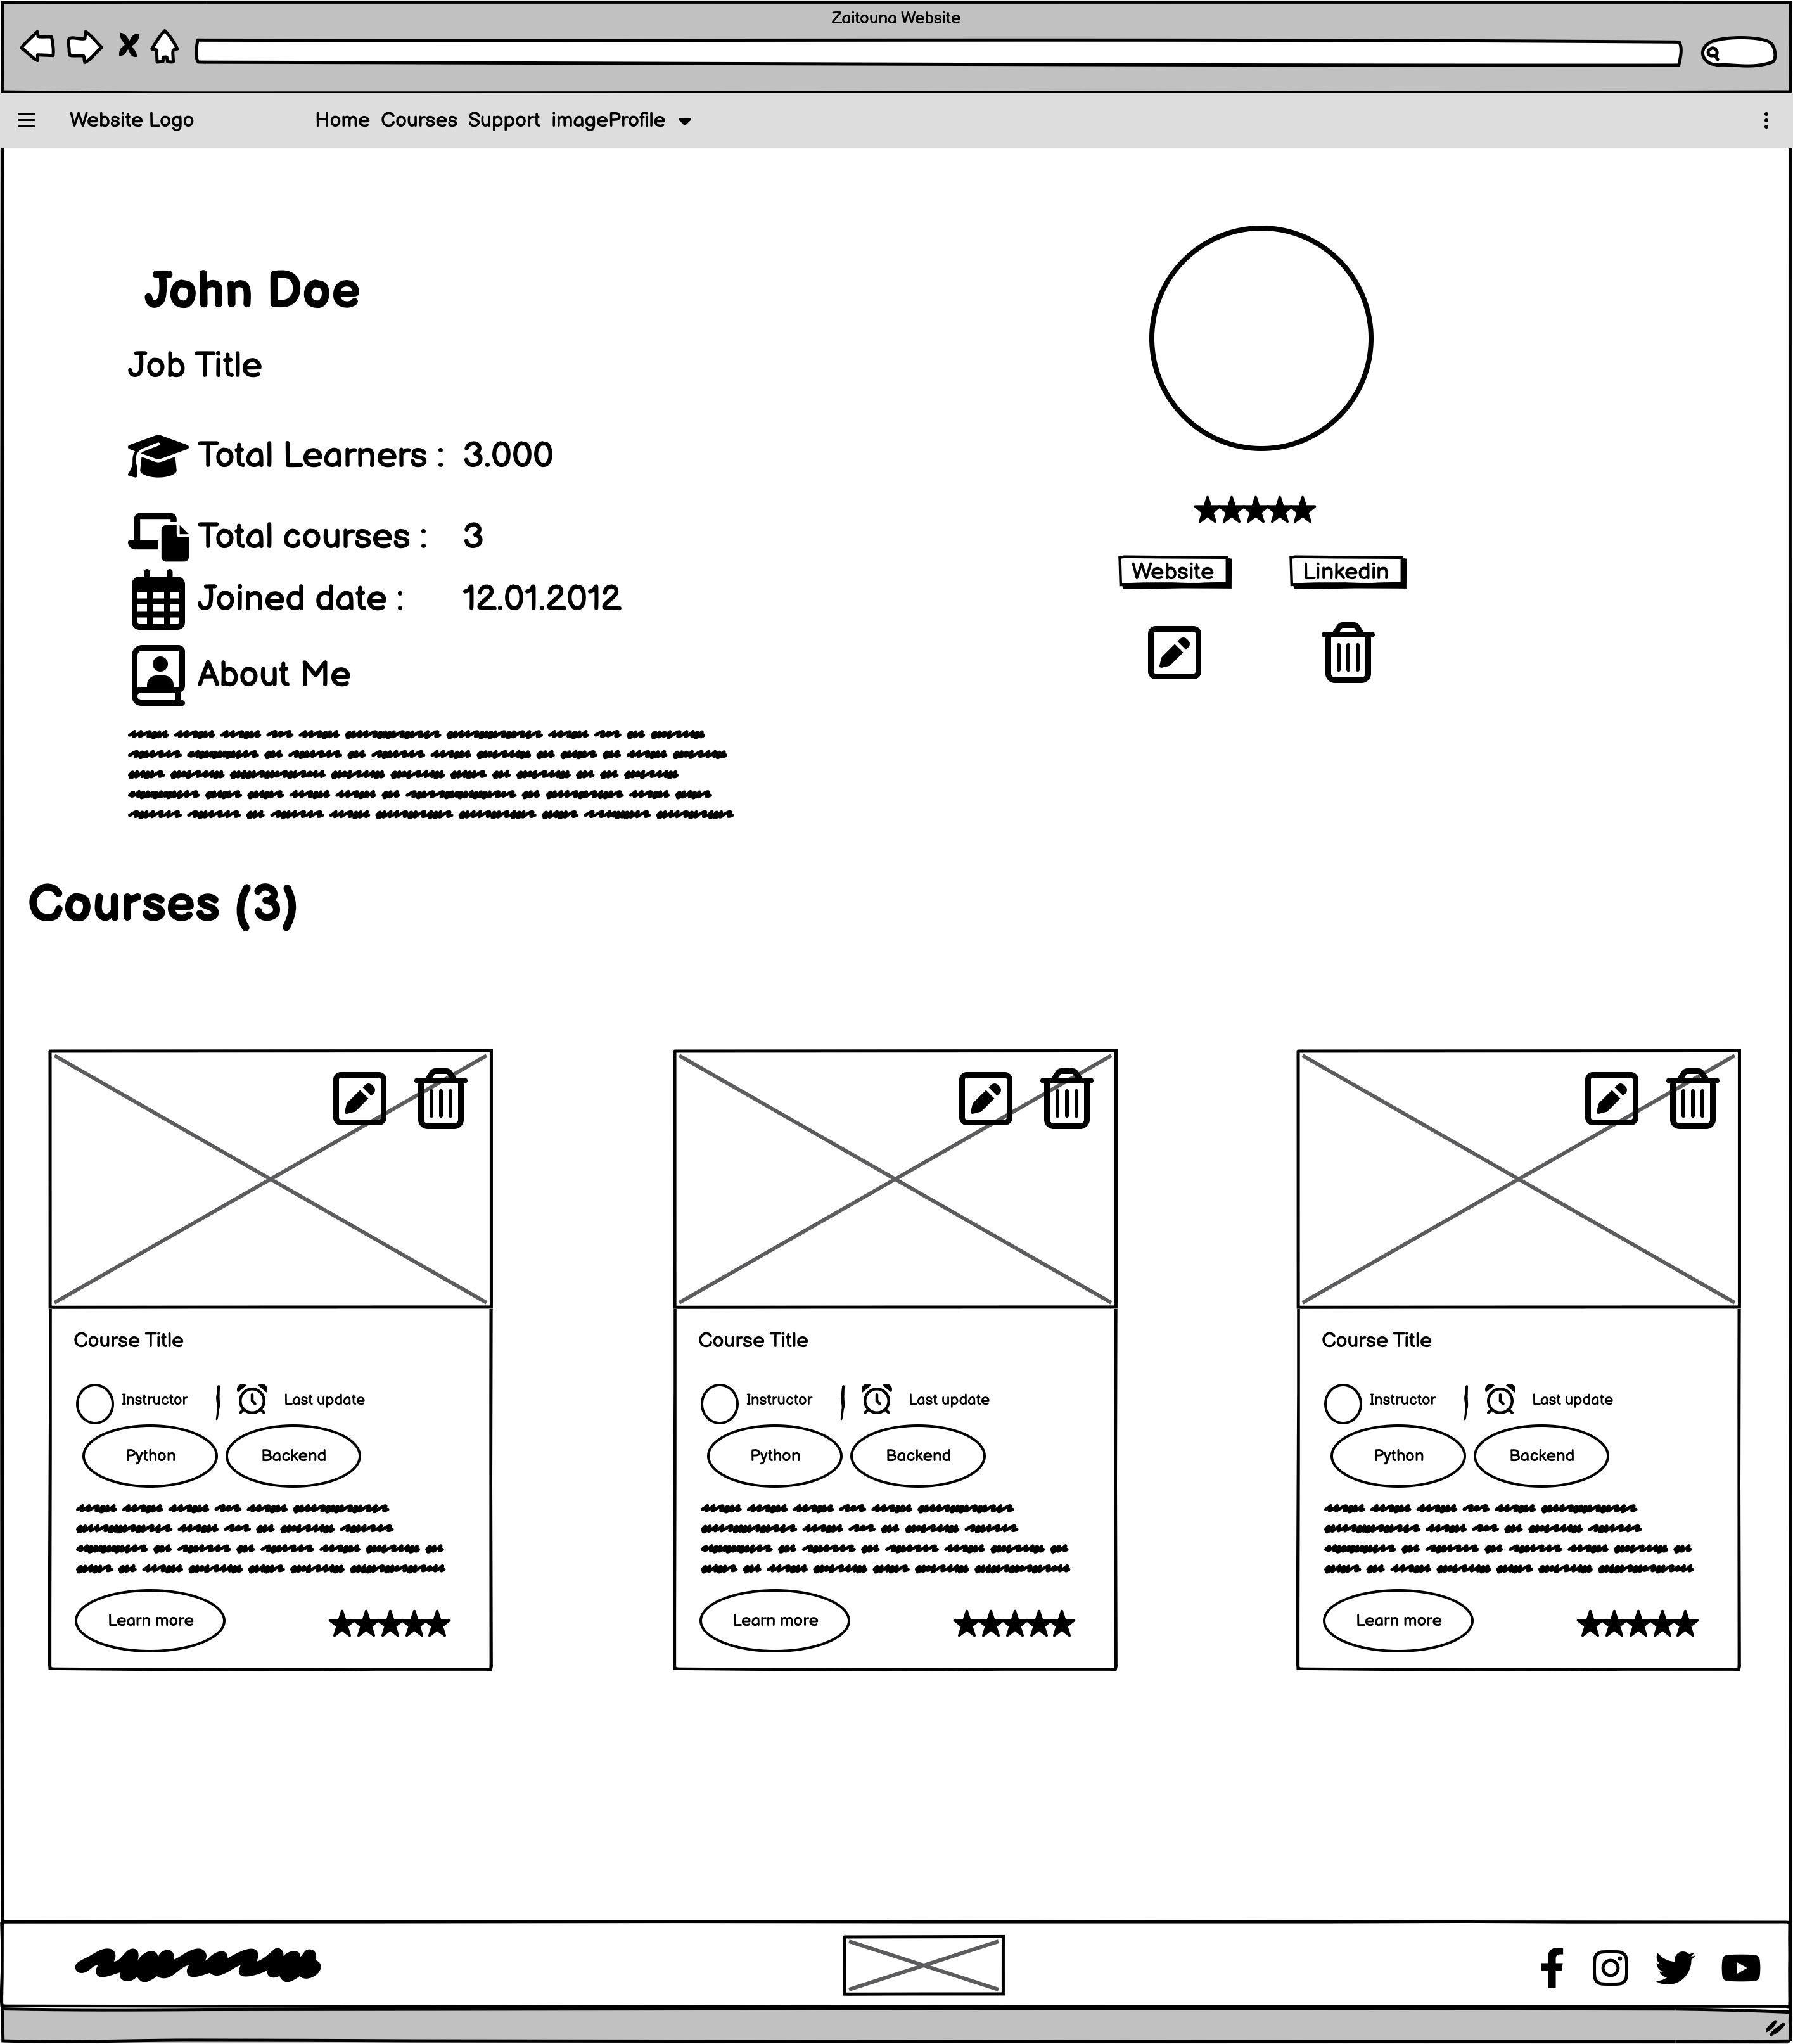 Zaitouna Website
Website Logo Home Courses Support imageProfile
John Doe
Job Title
Total Learners : 3.000
Total courses : 3
Joined date : 12.01.2012
About Me
Website Linkedin
Courses (3)
Course Title
Instructor Last update
Python Backend
Learn more
Course Title
Instructor Last update
Python Backend
Learn more
Course Title
Instructor Last update
Python Backend
Learn more